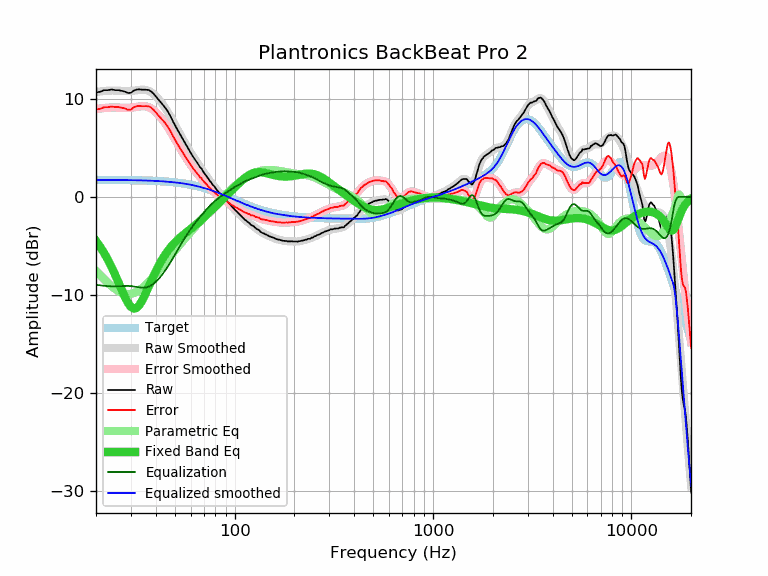 Plantronics BackBeat Pro 2
Amplitude (dBr)
10
0
−10
−20
−30
Target
Raw Smoothed
Error Smoothed
Raw
Error
Parametric Eq
Fixed Band Eq
Equalization
Equalized smoothed
100
1000
10000
Frequency (Hz)